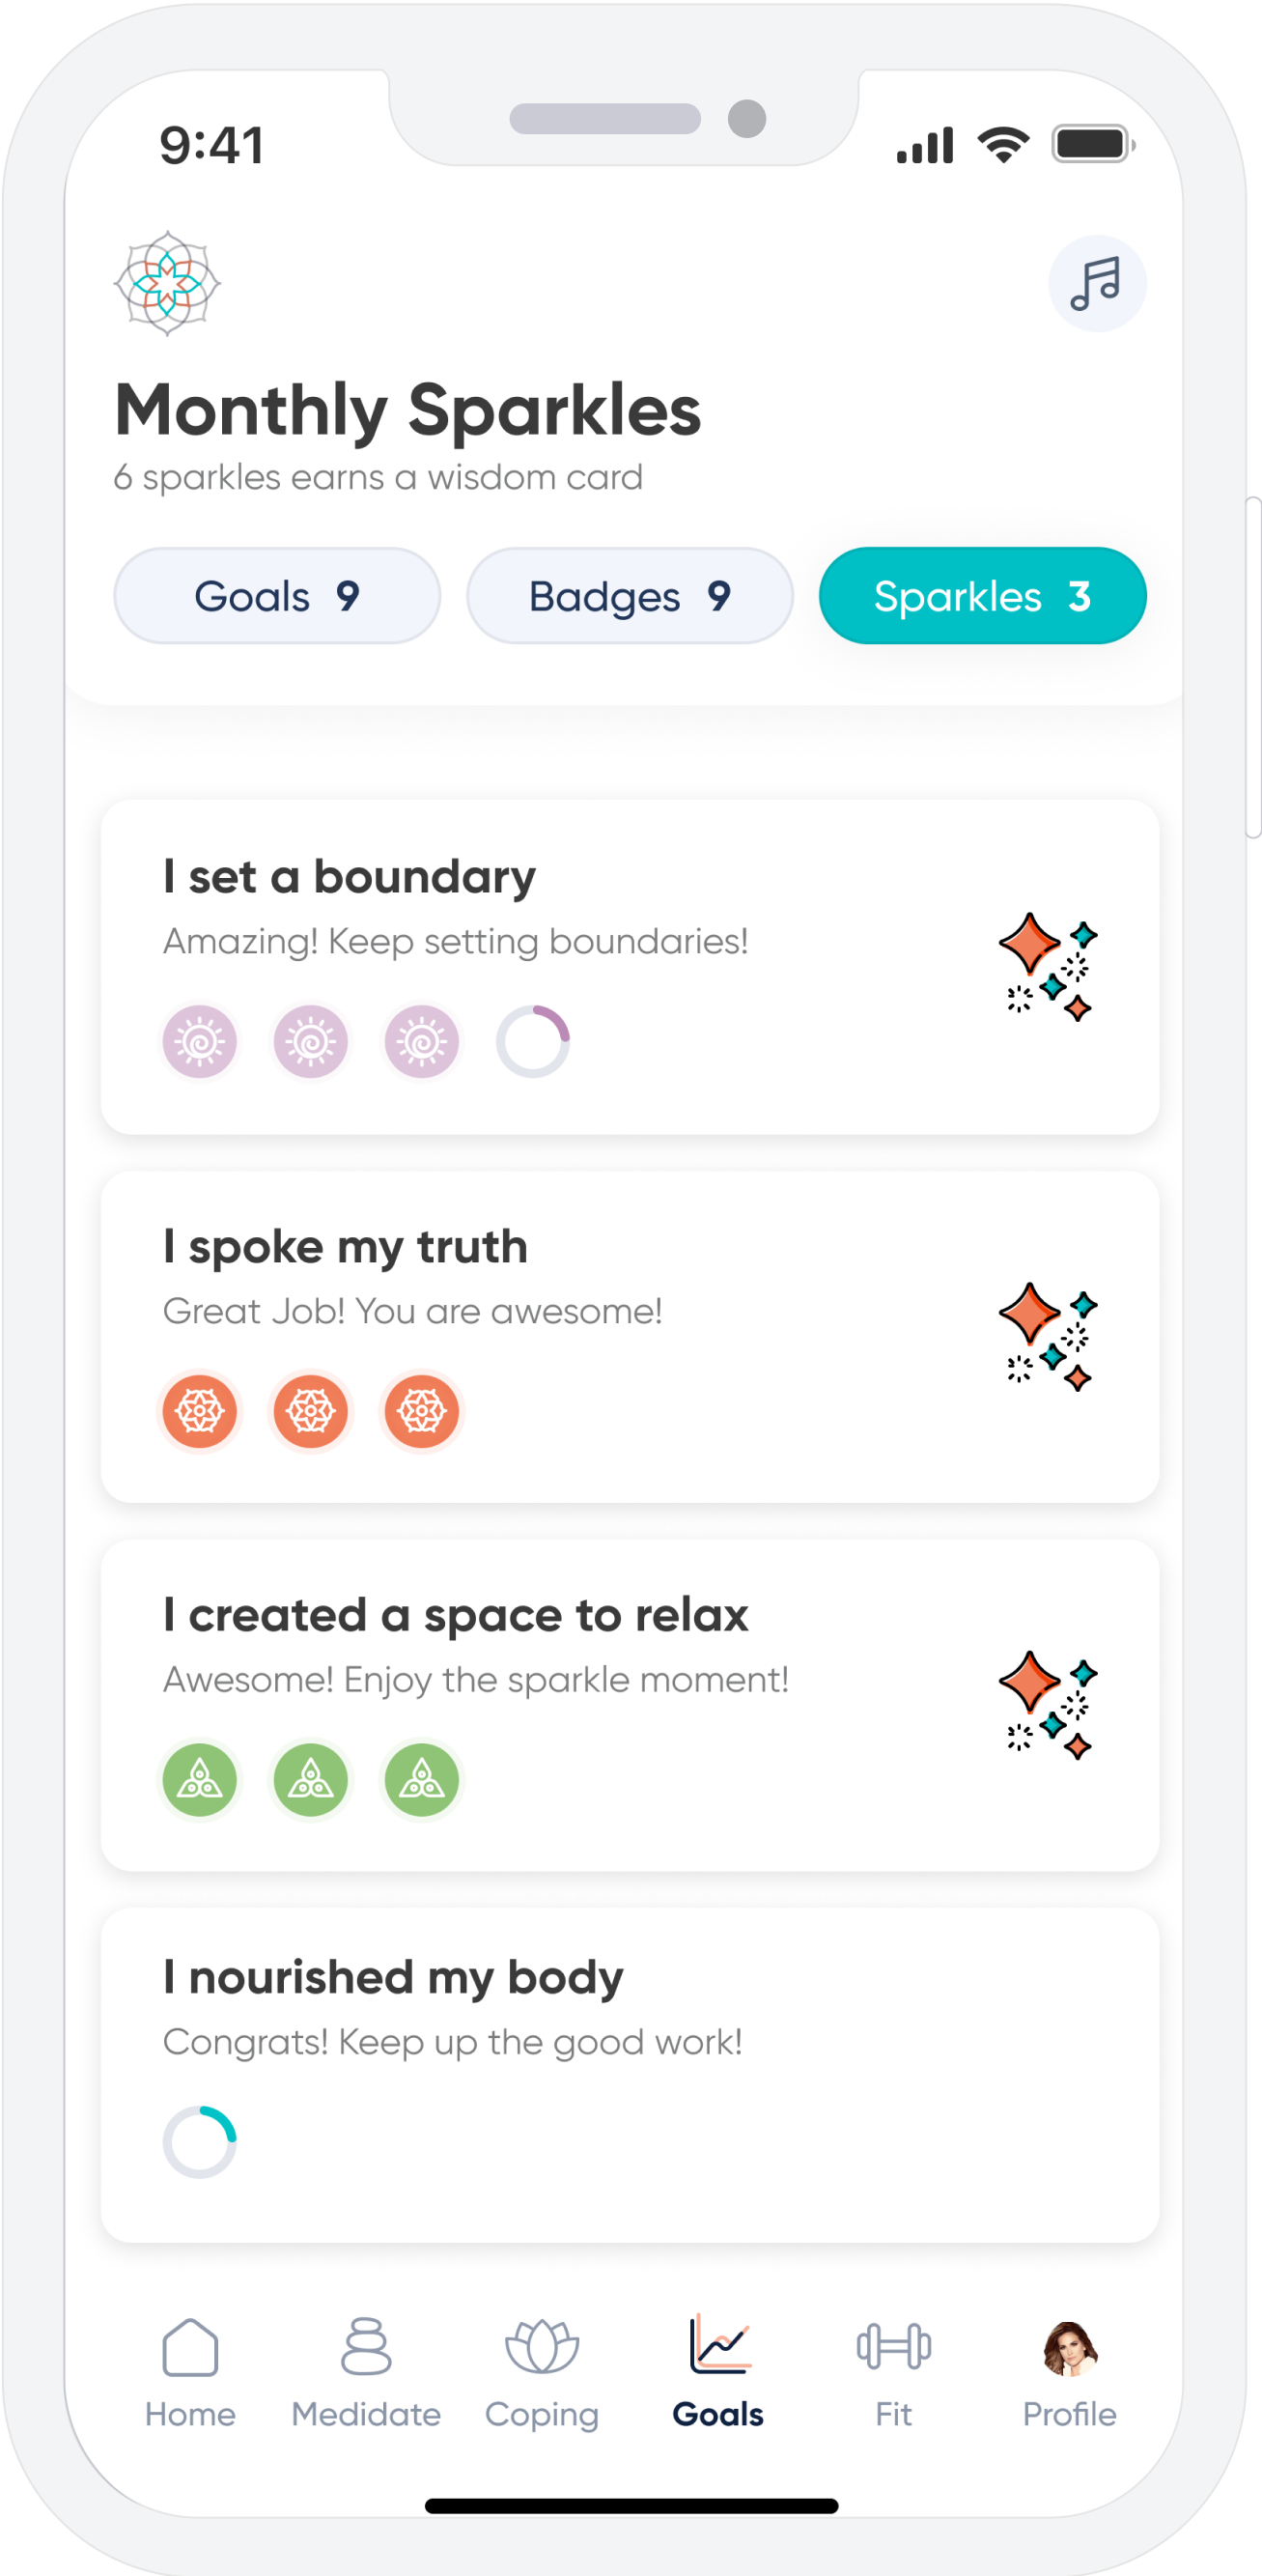 9:41
Monthly Sparkles
6 sparkles earns a wisdom card
Goals 9 Badges 9 Sparkles 3
I set a boundary
Amazing! Keep setting boundaries!
I spoke my truth
Great Job! You are awesome!
I created a space to relax
Awesome! Enjoy the sparkle moment!
I nourished my body
Congrats! Keep up the good work!
Home Medidate Coping Goals Fit Profile